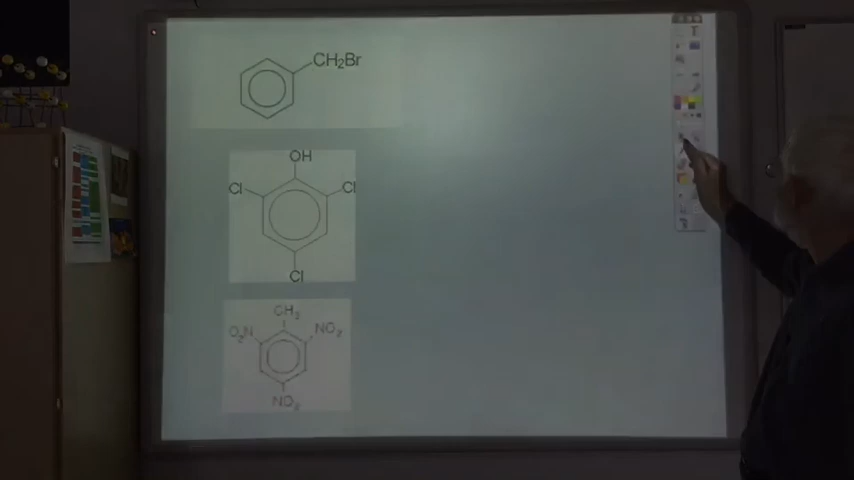 CH₂Br
OH
Cl Cl
Cl
CH₃
O₂N NO₂
NO₂
T